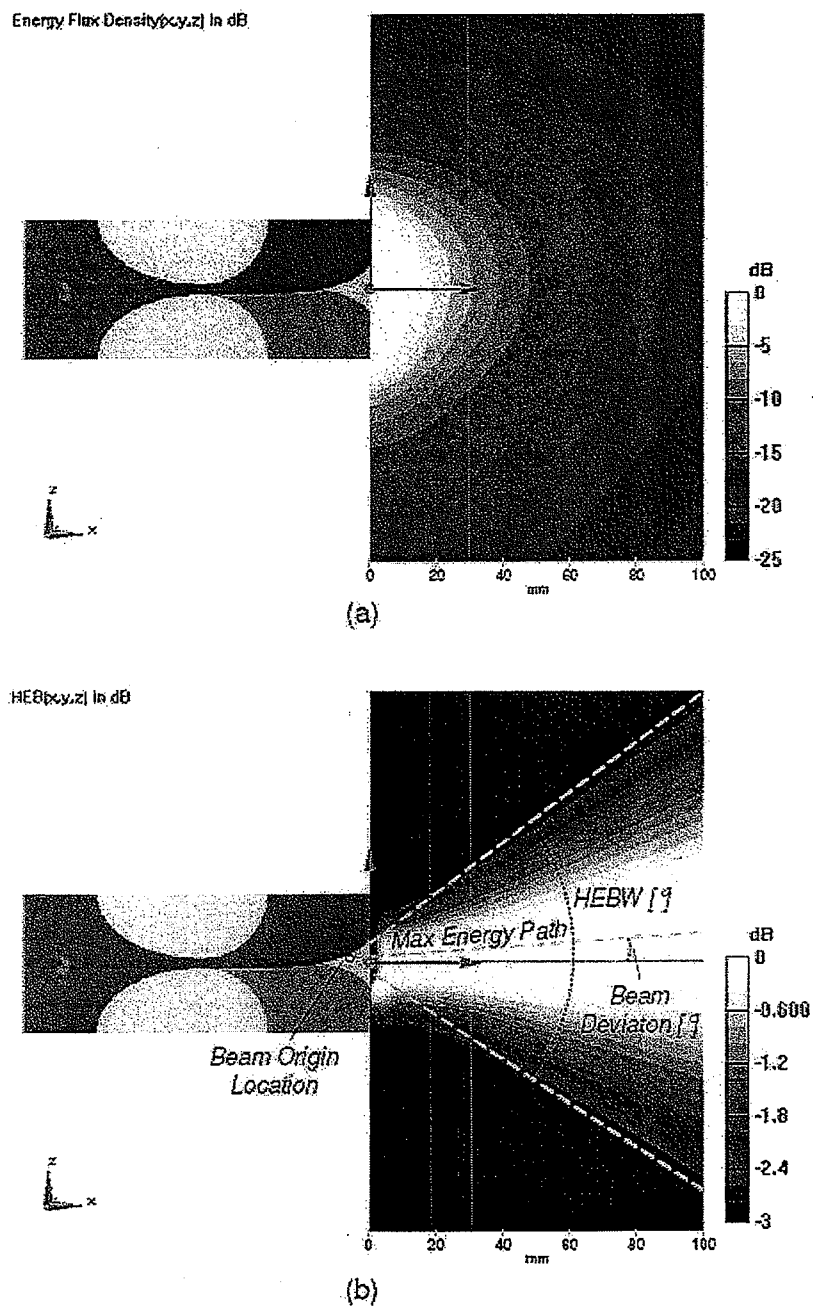 Energy Flux Density(x,y,z) in dB
dB
0
-5
-10
-15
-20
-25
z
x
0 20 40 60 80 100
mm
(a)
HEB(x,y,z) in dB
HEBW [º]
Max Energy Path
Beam
Deviaton [º]
Beam Origin
Location
dB
0
-0.600
-1.2
-1.8
-2.4
-3
z
x
0 20 40 60 80 100
mm
(b)